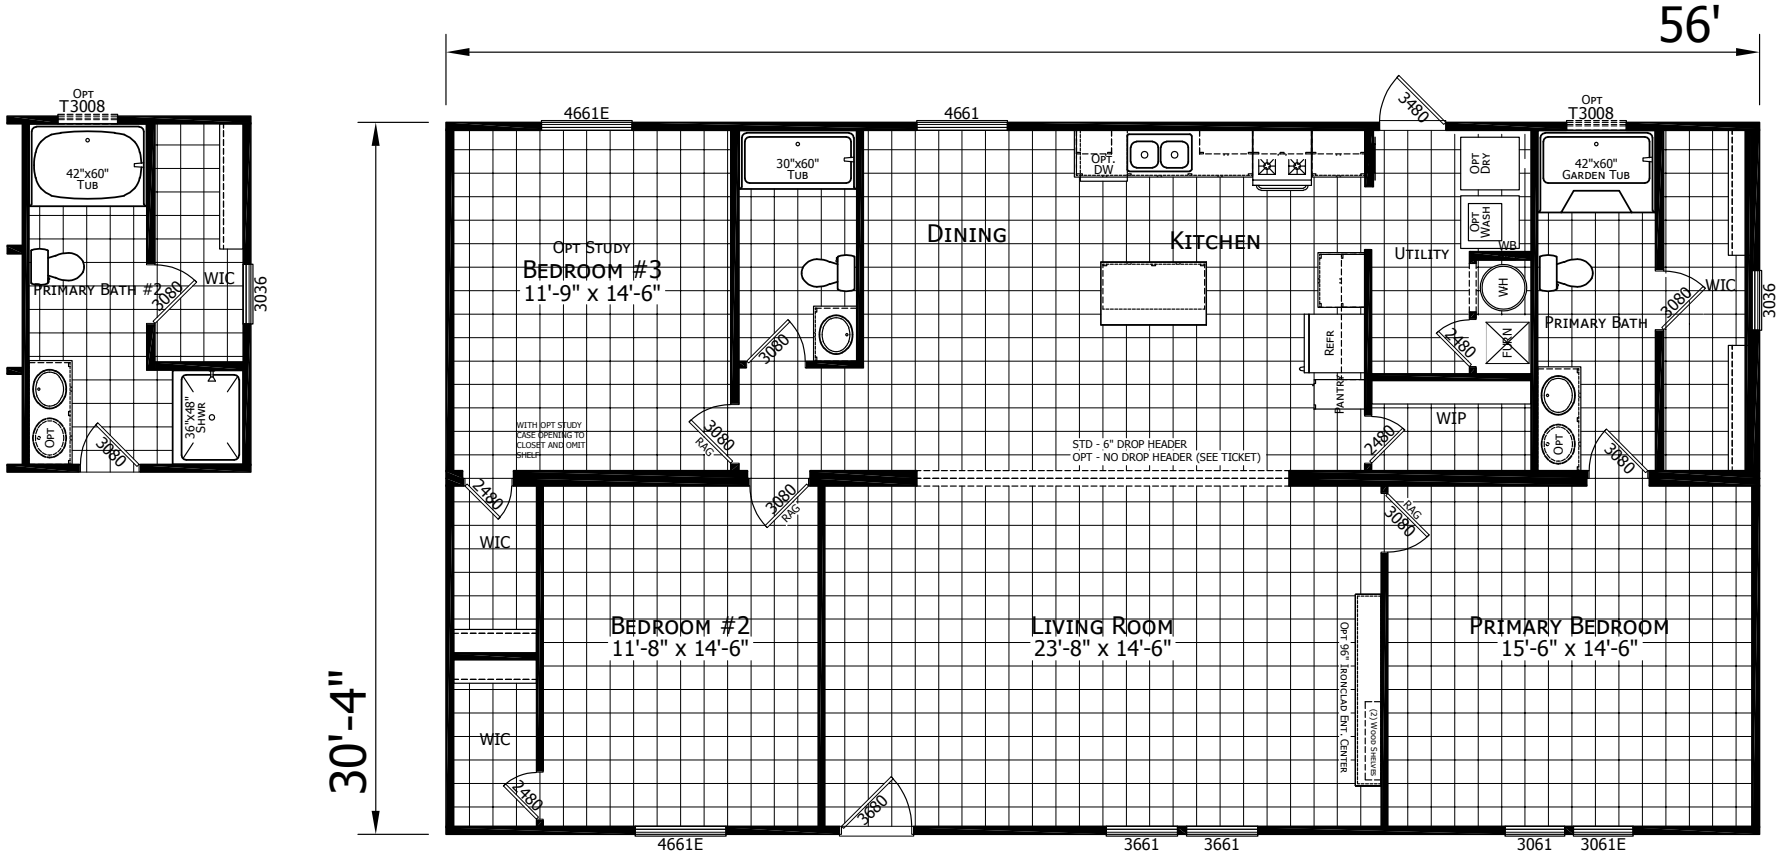 56'
30'-4"
OPT
T3008
42"x60"
TUB
WIC
PRIMARY BATH #2
3080
3036
OPT
36"x48"
SHWR
3080
4661E
4661
3480
OPT
T3008
30"x60"
TUB
OPT.
DW
OPT
DRY
OPT
WASH
WB
42"x60"
GARDEN TUB
OPT STUDY
BEDROOM #3
11'-9" x 14'-6"
DINING
KITCHEN
UTILITY
WH
FURN
2480
WIC
3080
3036
PRIMARY BATH
3080
REFR
PANTRY
WIP
2480
OPT
3080
WITH OPT STUDY
CASE OPENING TO
CLOSET AND OMIT
SHELF
3080
RAG
STD - 6" DROP HEADER
OPT - NO DROP HEADER (SEE TICKET)
2480
3080
RAG
RAG
3080
WIC
BEDROOM #2
11'-8" x 14'-6"
LIVING ROOM
23'-8" x 14'-6"
OPT 96" IRONCLAD ENT. CENTER
(2) WOOD SHELVES
PRIMARY BEDROOM
15'-6" x 14'-6"
WIC
2480
3680
4661E
3661
3661
3061
3061E